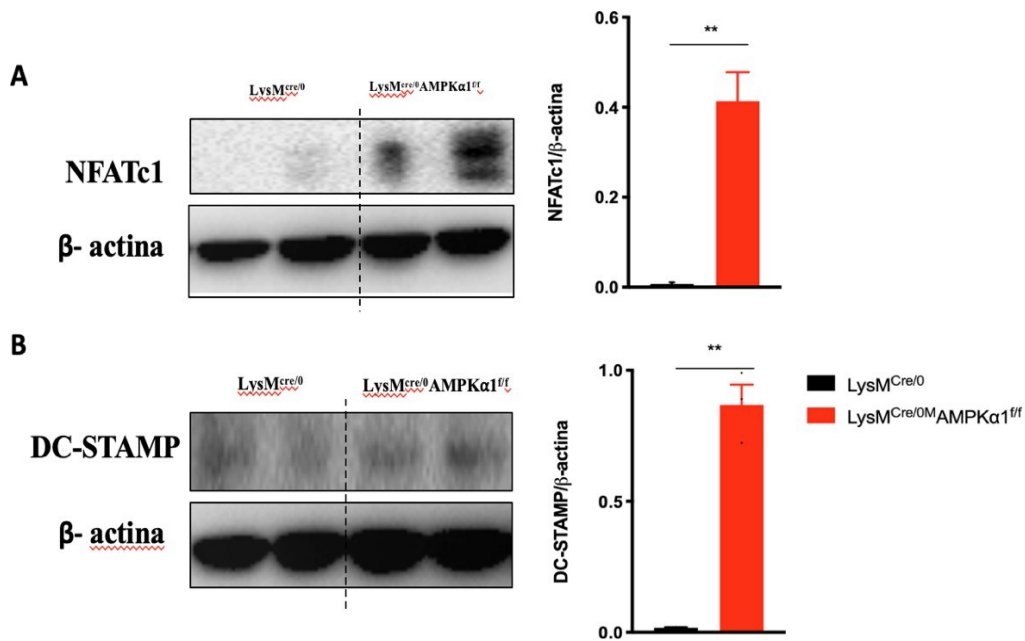 A
LysMcre/0
LysMcre/0AMPKα1f/f
NFATc1
β- actina
NFATc1/β-actina
0.6
0.4
0.2
0.0
**
B
LysMcre/0
LysMcre/0AMPKα1f/f
DC-STAMP
β- actina
DC-STAMP/β-actina
1.0
0.5
0.0
**
LysMCre/0
LysMCre/0MAMPKα1f/f